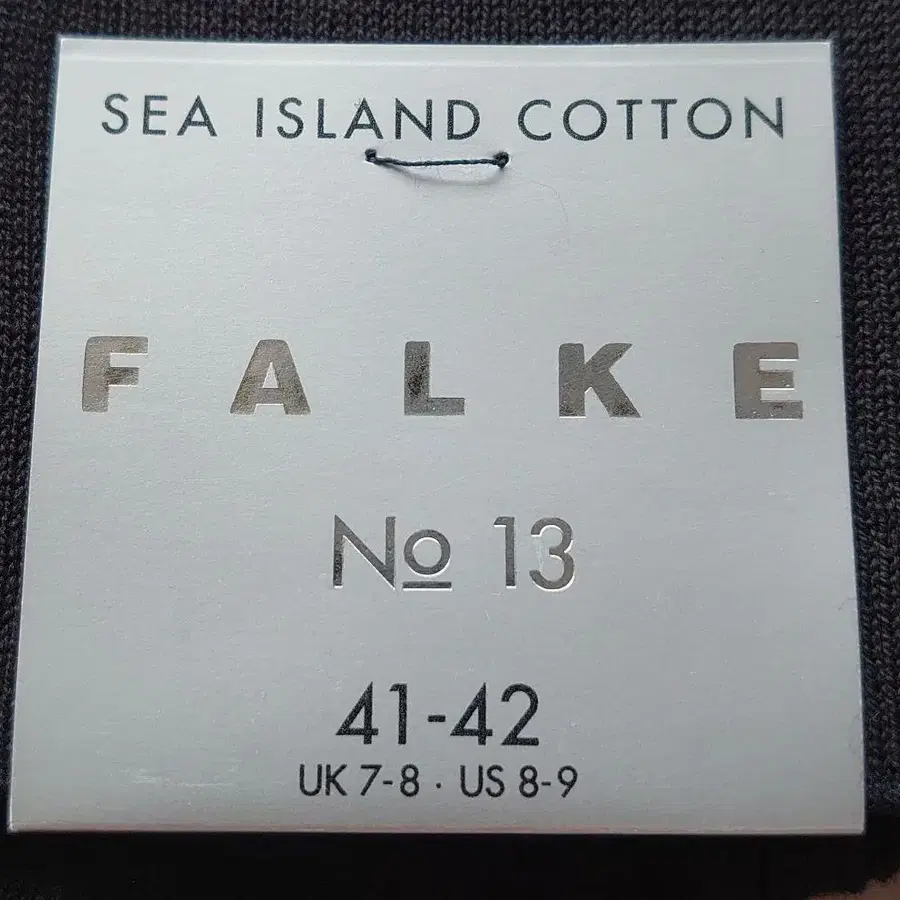 SEA ISLAND COTTON
FALKE
No 13
41-42
UK 7-8 · US 8-9